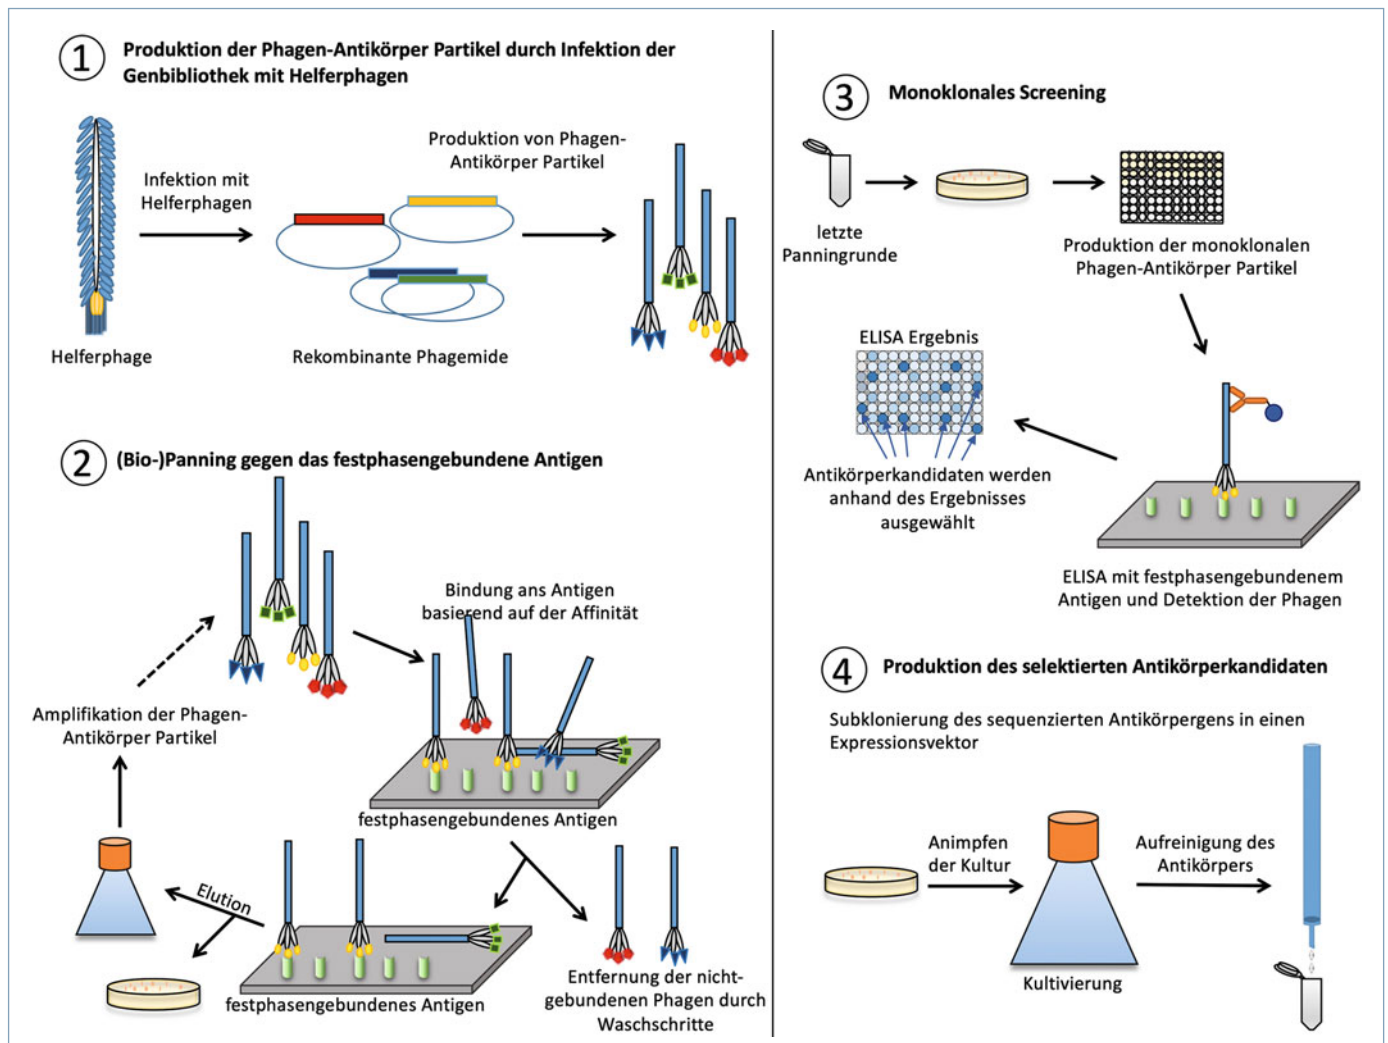 1
Produktion der Phagen-Antikörper Partikel durch Infektion der
Genbibliothek mit Helferphagen
Infektion mit
Helferphagen
Produktion von Phagen-
Antikörper Partikel
Helferphage
Rekombinante Phagemide
2
(Bio-)Panning gegen das festphasengebundene Antigen
Bindung ans Antigen
basierend auf der Affinität
festphasengebundenes Antigen
Entfernung der nicht-
gebundenen Phagen durch
Waschschritte
festphasengebundenes Antigen
Elution
Amplifikation der Phagen-
Antikörper Partikel
3
Monoklonales Screening
letzte
Panningrunde
Produktion der monoklonalen
Phagen-Antikörper Partikel
ELISA mit festphasengebundenem
Antigen und Detektion der Phagen
ELISA Ergebnis
Antikörperkandidaten werden
anhand des Ergebnisses
ausgewählt
4
Produktion des selektierten Antikörperkandidaten
Subklonierung des sequenzierten Antikörpergens in einen
Expressionsvektor
Animpfen
der Kultur
Kultivierung
Aufreinigung des
Antikörpers